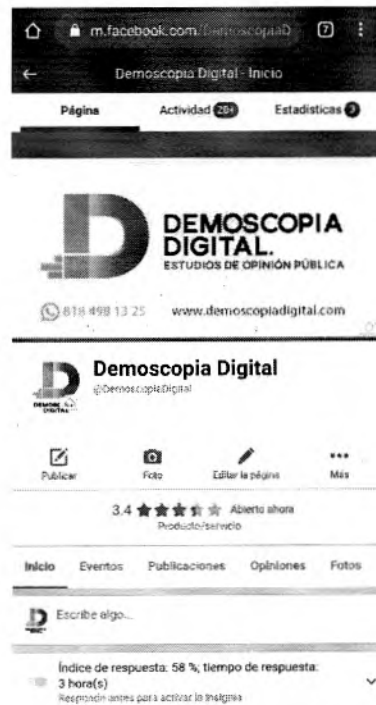 m.facebook.com/DemoscopiaD 7
Demoscopia Digital - Inicio
Página Actividad 20+ Estadísticas 3
DEMOSCOPIA
DIGITAL.
ESTUDIOS DE OPINIÓN PÚBLICA
818 498 13 25 www.demoscopiadigital.com
Demoscopia Digital
@DemoscopiaDigital
DIGITAL
Publicar Foto Editar la página Más
3.4 Abierto ahora
Producto/servicio
Inicio Eventos Publicaciones Opiniones Fotos
Escribe algo...
Índice de respuesta: 58 %; tiempo de respuesta:
3 hora(s)
Responde antes para activar la insignia